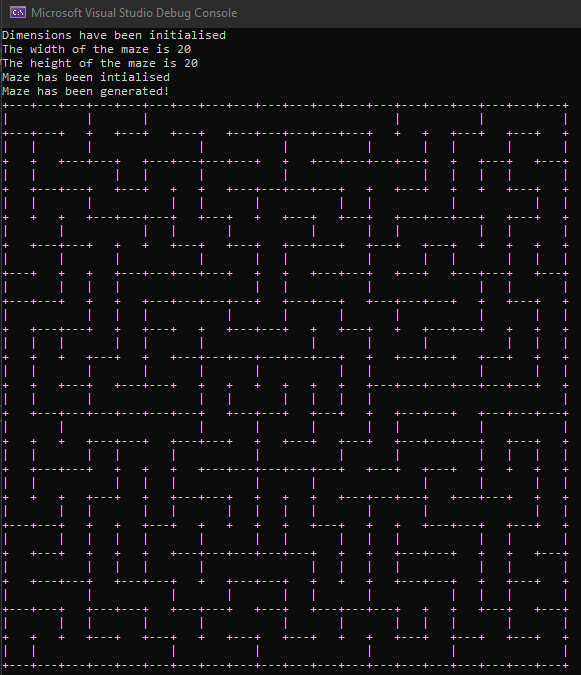 Microsoft Visual Studio Debug Console
Dimensions have been initialised
The width of the maze is 20
The height of the maze is 20
Maze has been intialised
Maze has been generated!